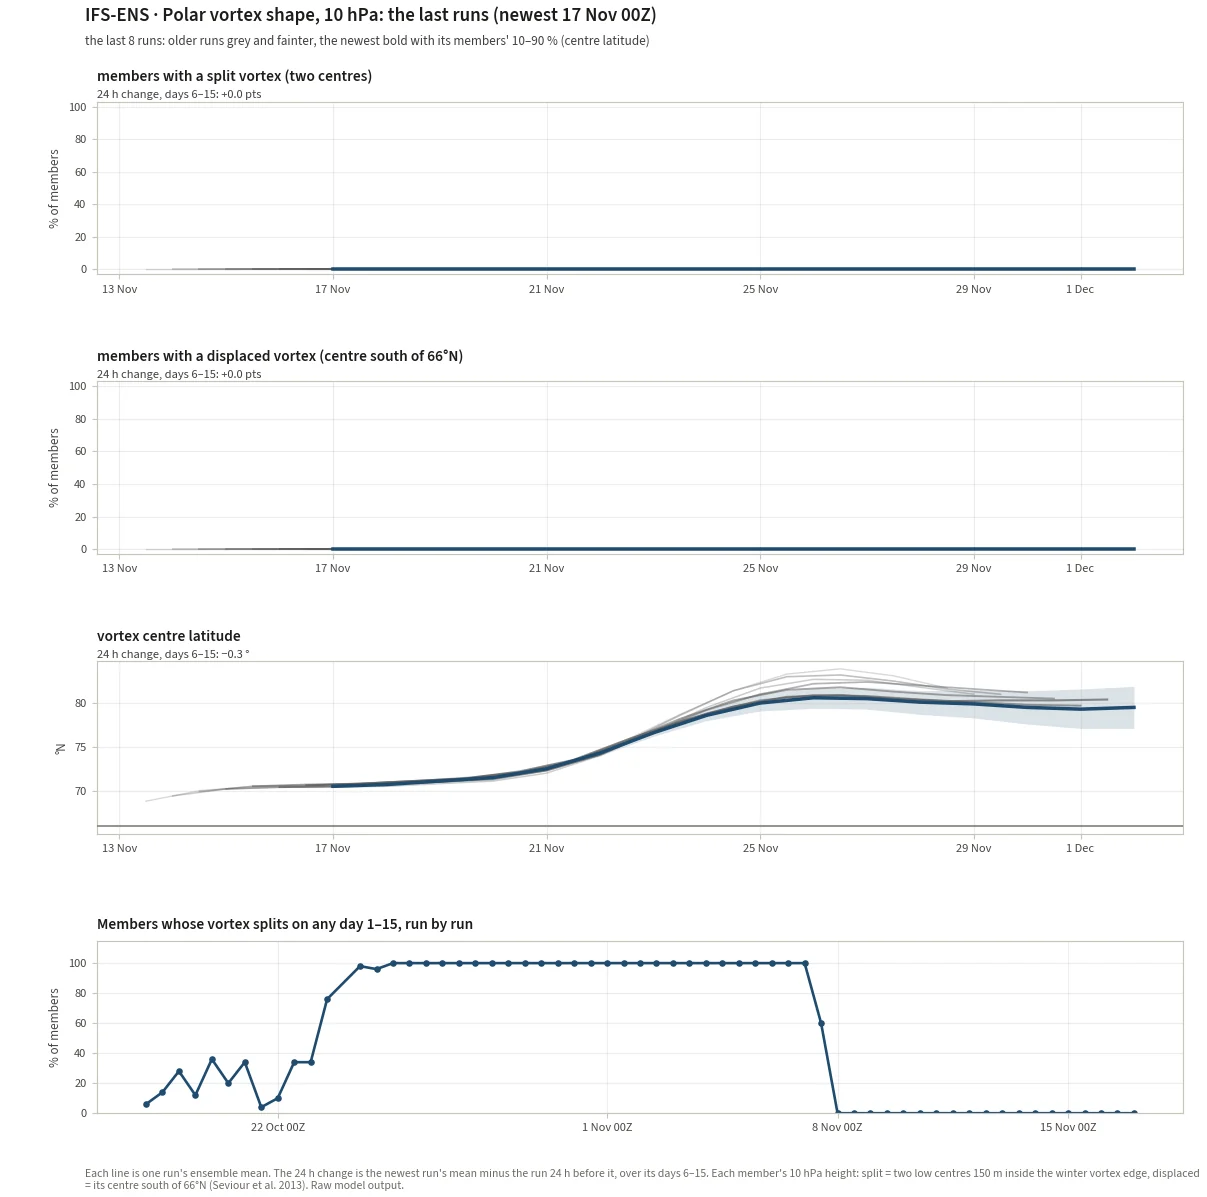 IFS-ENS · Polar vortex shape, 10 hPa: the last runs (newest 17 Nov 00Z)
the last 8 runs: older runs grey and fainter, the newest bold with its members' 10–90 % (centre latitude)
members with a split vortex (two centres)
24 h change, days 6–15: +0.0 pts
100
80
60
40
20
0
% of members
13 Nov 17 Nov 21 Nov 25 Nov 29 Nov 1 Dec
members with a displaced vortex (centre south of 66°N)
24 h change, days 6–15: +0.0 pts
100
80
60
40
20
0
% of members
13 Nov 17 Nov 21 Nov 25 Nov 29 Nov 1 Dec
vortex centre latitude
24 h change, days 6–15: −0.3 °
80
75
70
°N
13 Nov 17 Nov 21 Nov 25 Nov 29 Nov 1 Dec
Members whose vortex splits on any day 1–15, run by run
100
80
60
40
20
0
% of members
22 Oct 00Z 1 Nov 00Z 8 Nov 00Z 15 Nov 00Z
Each line is one run's ensemble mean. The 24 h change is the newest run's mean minus the run 24 h before it, over its days 6–15. Each member's 10 hPa height: split = two low centres 150 m inside the winter vortex edge, displaced
= its centre south of 66°N (Seviour et al. 2013). Raw model output.